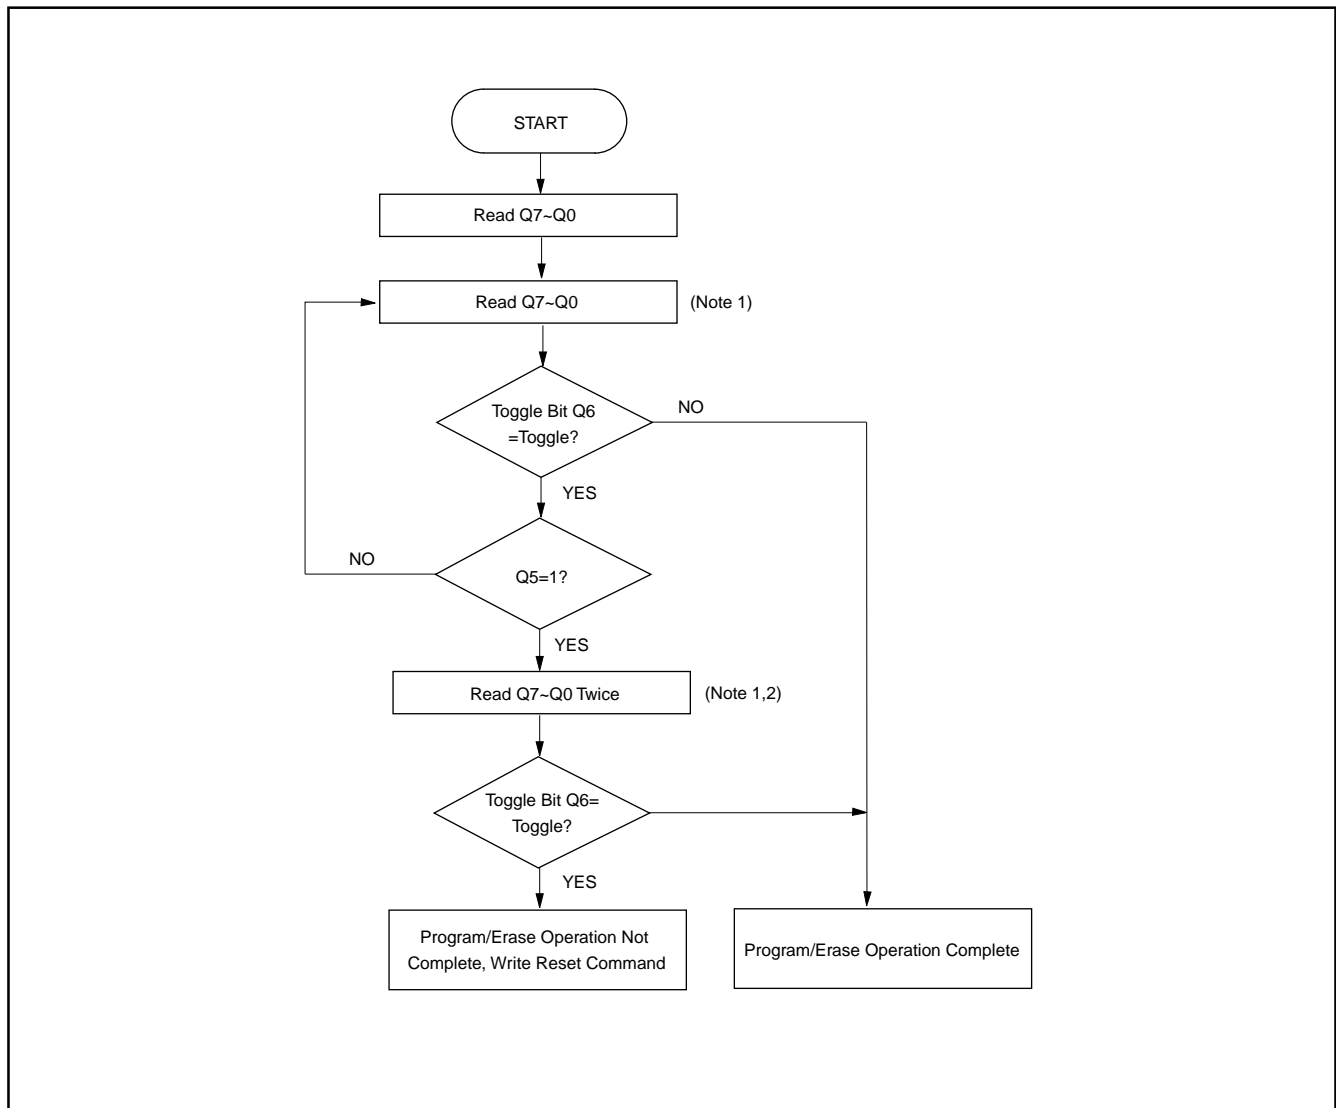 START
Read Q7~Q0
Read Q7~Q0
(Note 1)
Toggle Bit Q6
=Toggle?
NO
YES
NO
Q5=1?
YES
Read Q7~Q0 Twice
(Note 1,2)
Toggle Bit Q6=
Toggle?
YES
Program/Erase Operation Not
Complete, Write Reset Command
Program/Erase Operation Complete